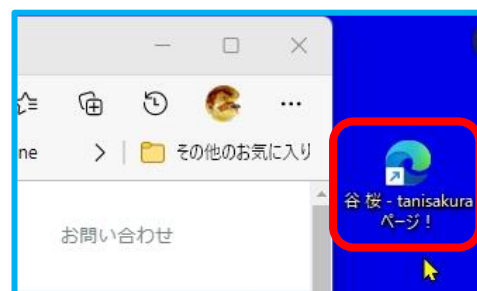 ne
その他のお気に入り
お問い合わせ
谷 桜 - tanisakura
ページ！